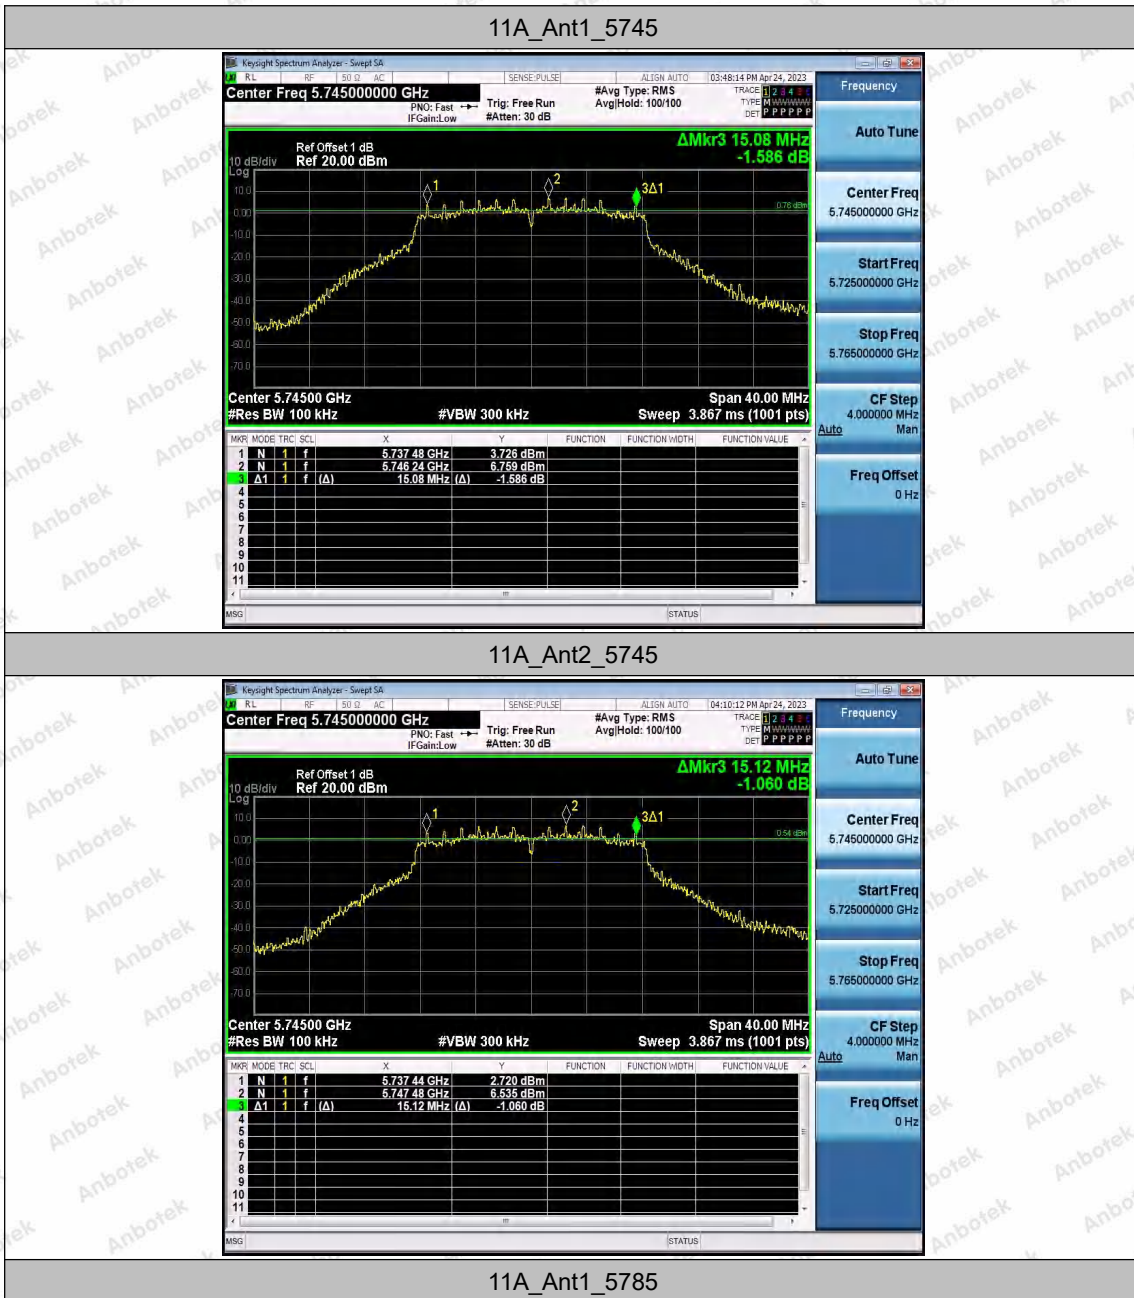 11A_Ant1_5745
Keysight Spectrum Analyzer - Swept SA
RL RF 50 Ω AC SENSE:PULSE ALIGN AUTO 03:48:14 PM Apr 24, 2023
Center Freq 5.745000000 GHz #Avg Type: RMS TRACE 1 2 3 4 5 6
PNO: Fast Trig: Free Run Avg|Hold: 100/100 TYPE M WWWWW
IFGain:Low #Atten: 30 dB DET P P P P P P
Frequency
Auto Tune
Center Freq
5.745000000 GHz
Start Freq
5.725000000 GHz
Stop Freq
5.765000000 GHz
CF Step
4.000000 MHz
Auto Man
Freq Offset
0 Hz
ΔMkr3 15.08 MHz
-1.586 dB
Ref Offset 1 dB
10 dB/div Ref 20.00 dBm
Log
10.0
0.00
-10.0
-20.0
-30.0
-40.0
-50.0
-60.0
-70.0
1
2
3Δ1
0.76 dBm
Center 5.74500 GHz Span 40.00 MHz
#Res BW 100 kHz #VBW 300 kHz Sweep 3.867 ms (1001 pts)
MKR MODE TRC SCL X Y FUNCTION FUNCTION WIDTH FUNCTION VALUE
1 N 1 f 5.737 48 GHz 3.726 dBm
2 N 1 f 5.746 24 GHz 6.759 dBm
3 Δ1 1 f (Δ) 15.08 MHz (Δ) -1.586 dB
4
5
6
7
8
9
10
11
MSG STATUS
11A_Ant2_5745
Keysight Spectrum Analyzer - Swept SA
RL RF 50 Ω AC SENSE:PULSE ALIGN AUTO 04:10:12 PM Apr 24, 2023
Center Freq 5.745000000 GHz #Avg Type: RMS TRACE 1 2 3 4 5 6
PNO: Fast Trig: Free Run Avg|Hold: 100/100 TYPE M WWWWW
IFGain:Low #Atten: 30 dB DET P P P P P P
Frequency
Auto Tune
Center Freq
5.745000000 GHz
Start Freq
5.725000000 GHz
Stop Freq
5.765000000 GHz
CF Step
4.000000 MHz
Auto Man
Freq Offset
0 Hz
ΔMkr3 15.12 MHz
-1.060 dB
Ref Offset 1 dB
10 dB/div Ref 20.00 dBm
Log
10.0
0.00
-10.0
-20.0
-30.0
-40.0
-50.0
-60.0
-70.0
1
2
3Δ1
0.54 dBm
Center 5.74500 GHz Span 40.00 MHz
#Res BW 100 kHz #VBW 300 kHz Sweep 3.867 ms (1001 pts)
MKR MODE TRC SCL X Y FUNCTION FUNCTION WIDTH FUNCTION VALUE
1 N 1 f 5.737 44 GHz 2.720 dBm
2 N 1 f 5.747 48 GHz 6.535 dBm
3 Δ1 1 f (Δ) 15.12 MHz (Δ) -1.060 dB
4
5
6
7
8
9
10
11
MSG STATUS
11A_Ant1_5785